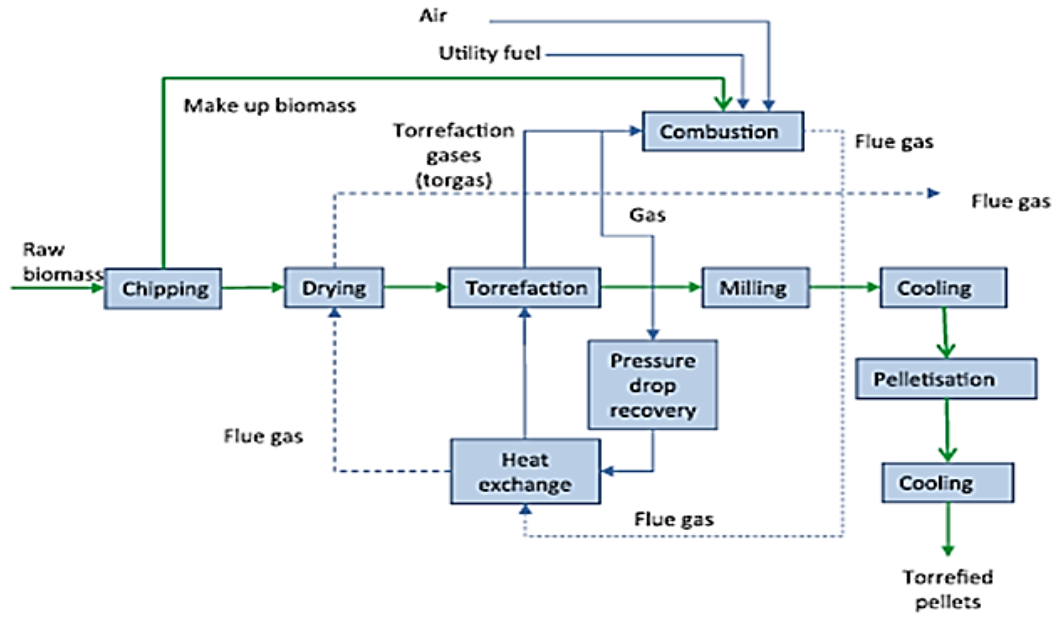 Air
Utility fuel
Make up biomass
Torrefaction
gases
(torgas)
Combustion
Flue gas
Flue gas
Gas
Raw
biomass
Chipping
Drying
Torrefaction
Milling
Cooling
Pressure
drop
recovery
Pelletisation
Flue gas
Heat
exchange
Cooling
Flue gas
Torrefied
pellets